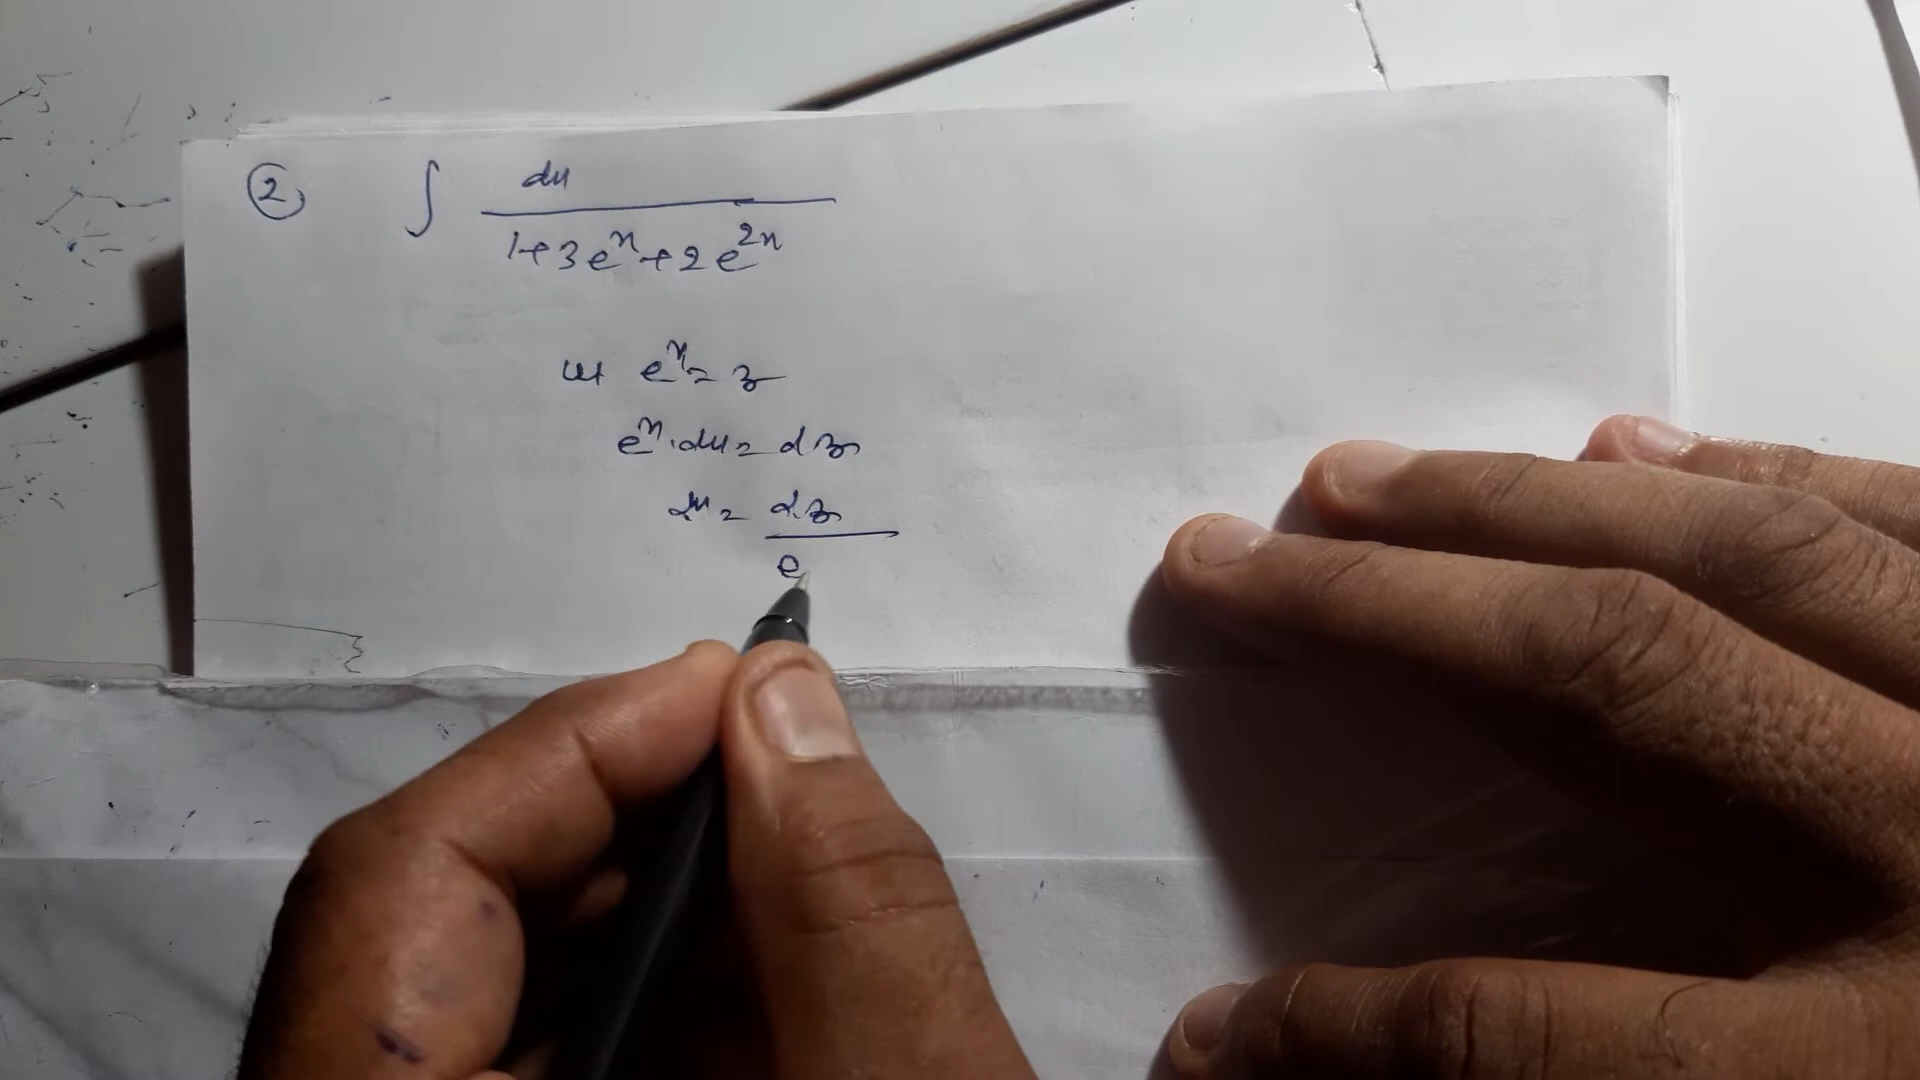 ② ∫ dx / 1+3eˣ+2e²ˣ
let eˣ = z
eˣ.dx = dz
dx = dz / e